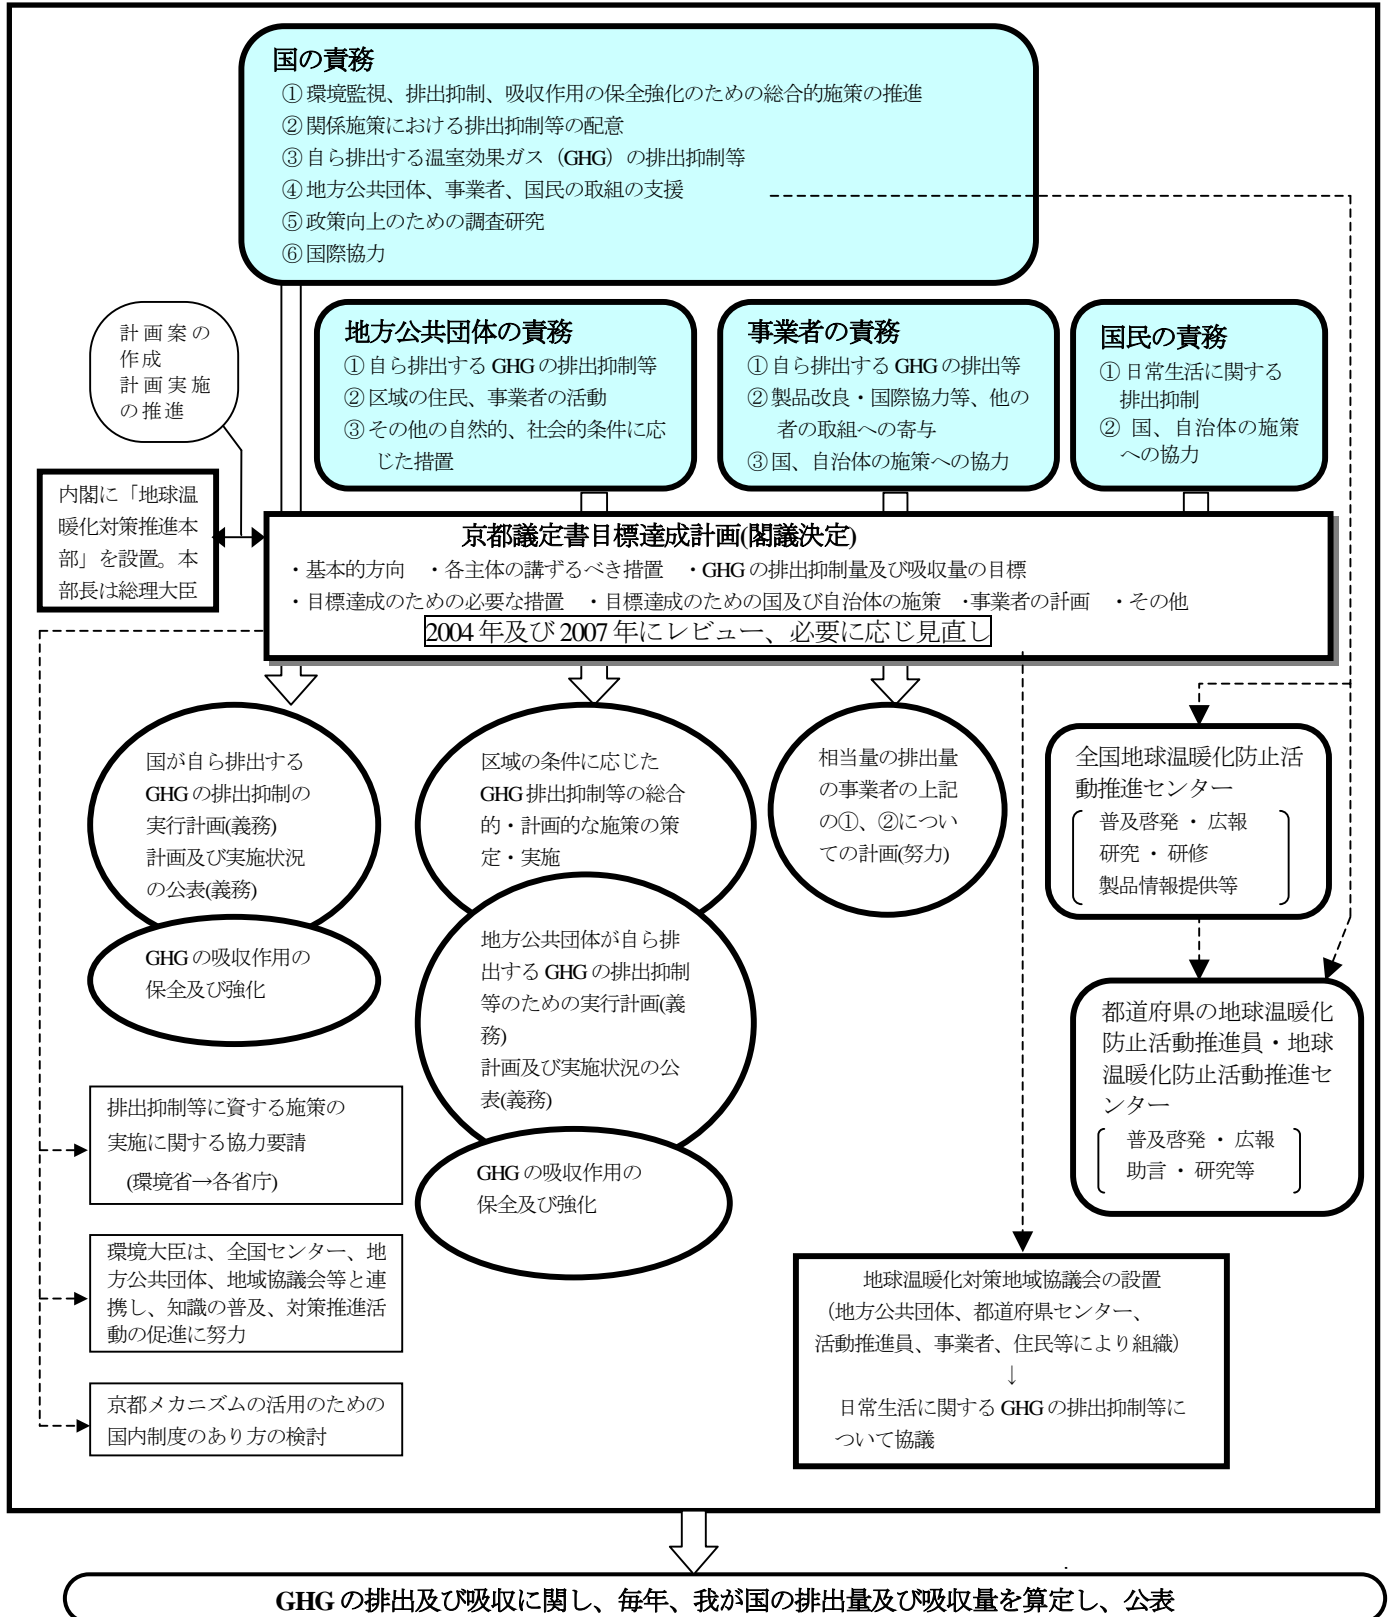 国の責務
①環境監視、排出抑制、吸収作用の保全強化のための総合的施策の推進
②関係施策における排出抑制等の配意
③自ら排出する温室効果ガス（GHG）の排出抑制等
④地方公共団体、事業者、国民の取組の支援
⑤政策向上のための調査研究
⑥国際協力
計画案の
作成
計画実施
の推進
地方公共団体の責務
①自ら排出する GHG の排出抑制等
②区域の住民、事業者の活動
③その他の自然的、社会的条件に応
じた措置
事業者の責務
①自ら排出する GHG の排出等
②製品改良・国際協力等、他の
者の取組への寄与
③国、自治体の施策への協力
国民の責務
①日常生活に関する
排出抑制
② 国、自治体の施策
への協力
内閣に「地球温
暖化対策推進本
部」を設置。本
部長は総理大臣
京都議定書目標達成計画(閣議決定)
・基本的方向 ・各主体の講ずるべき措置 ・GHG の排出抑制量及び吸収量の目標
・目標達成のための必要な措置 ・目標達成のための国及び自治体の施策 ・事業者の計画 ・その他
2004 年及び 2007 年にレビュー、必要に応じ見直し
国が自ら排出する
GHG の排出抑制の
実行計画(義務)
計画及び実施状況
の公表(義務)
GHG の吸収作用の
保全及び強化
区域の条件に応じた
GHG 排出抑制等の総合
的・計画的な施策の策
定・実施
地方公共団体が自ら排
出する GHG の排出抑制
等のための実行計画(義
務)
計画及び実施状況の公
表(義務)
GHG の吸収作用の
保全及び強化
相当量の排出量
の事業者の上記
の①、②につい
ての計画(努力)
全国地球温暖化防止活
動推進センター
普及啓発 ・ 広報
研究 ・ 研修
製品情報提供等
都道府県の地球温暖化
防止活動推進員・地球
温暖化防止活動推進セ
ンター
普及啓発 ・ 広報
助言 ・ 研究等
排出抑制等に資する施策の
実施に関する協力要請
(環境省→各省庁)
環境大臣は、全国センター、地
方公共団体、地域協議会等と連
携し、知識の普及、対策推進活
動の促進に努力
京都メカニズムの活用のための
国内制度のあり方の検討
地球温暖化対策地域協議会の設置
（地方公共団体、都道府県センター、
活動推進員、事業者、住民等により組織）
↓
日常生活に関する GHG の排出抑制等に
ついて協議
GHG の排出及び吸収に関し、毎年、我が国の排出量及び吸収量を算定し、公表